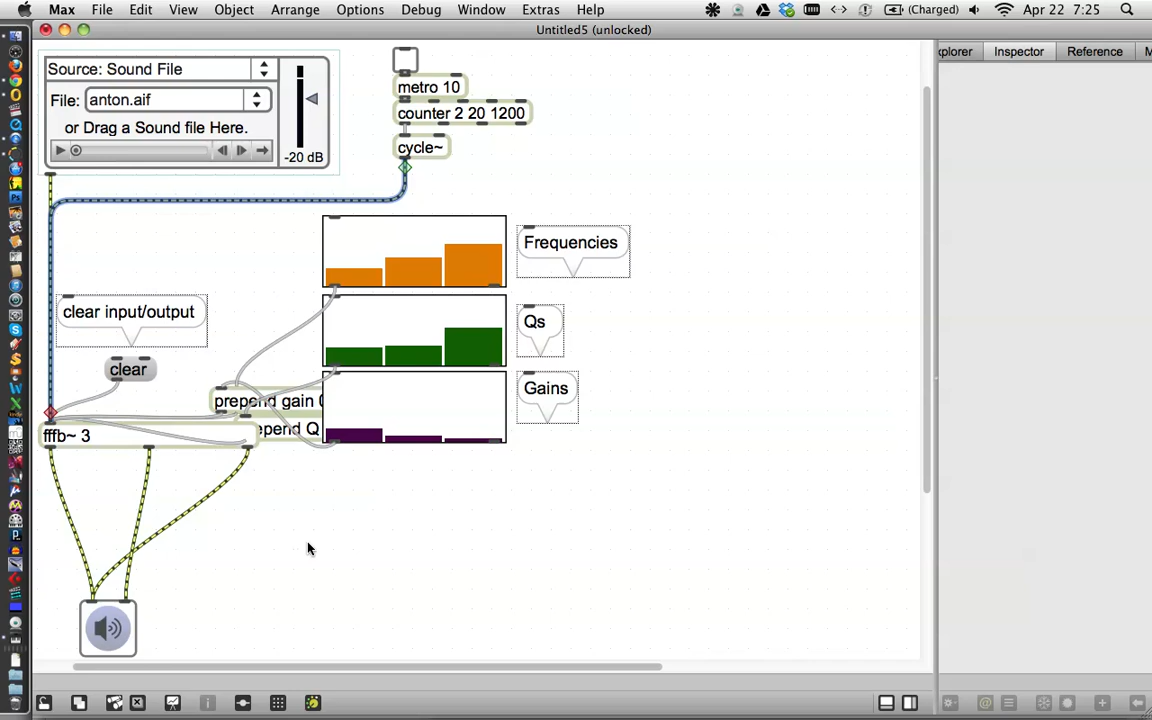 Max File Edit View Object Arrange Options Debug Window Extras Help
(Charged) Apr 22 7:25
Untitled5 (unlocked)
plorer Inspector Reference M
Source: Sound File
File: anton.aif
or Drag a Sound file Here.
-20 dB
metro 10
counter 2 20 1200
cycle~
Frequencies
clear input/output
Qs
clear
Gains
prepend gain 0
epend Q
fffb~ 3